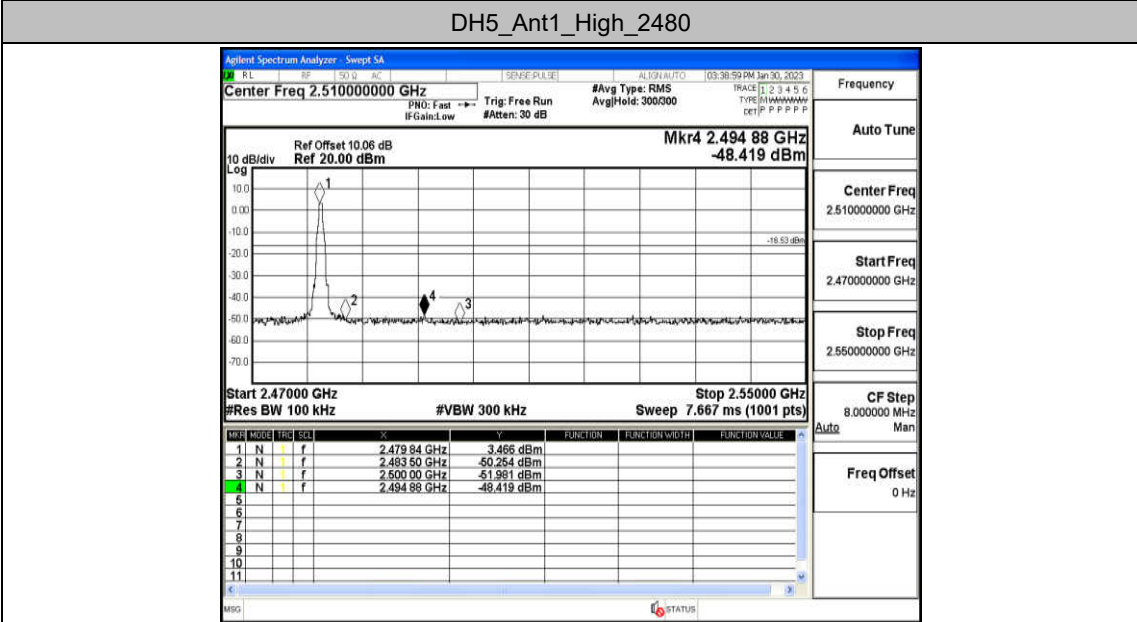 DH5_Ant1_High_2480
Agilent Spectrum Analyzer - Swept SA
RL RF 50 Ω AC SENSE:PULSE ALIGN AUTO 03:38:59 PM Jan 30, 2023
Center Freq 2.510000000 GHz #Avg Type: RMS TRACE 1 2 3 4 5 6
PNO: Fast Trig: Free Run Avg|Hold: 300/300 TYPE M WWWWW
IFGain:Low #Atten: 30 dB DET P P P P P P
Mkr4 2.494 88 GHz
-48.419 dBm
Ref Offset 10.06 dB
10 dB/div Ref 20.00 dBm
Log
10.0
0.00
-10.0
-20.0
-30.0
-40.0
-50.0
-60.0
-70.0
1
2
4
3
-16.53 dBm
Start 2.47000 GHz Stop 2.55000 GHz
#Res BW 100 kHz #VBW 300 kHz Sweep 7.667 ms (1001 pts)
MKR MODE TRC SCL X Y FUNCTION FUNCTION WIDTH FUNCTION VALUE
1 N 1 f 2.479 84 GHz 3.466 dBm
2 N 1 f 2.483 50 GHz -50.254 dBm
3 N 1 f 2.500 00 GHz -51.981 dBm
4 N 1 f 2.494 88 GHz -48.419 dBm
5
6
7
8
9
10
11
MSG STATUS
Frequency
Auto Tune
Center Freq
2.510000000 GHz
Start Freq
2.470000000 GHz
Stop Freq
2.550000000 GHz
CF Step
8.000000 MHz
Auto Man
Freq Offset
0 Hz